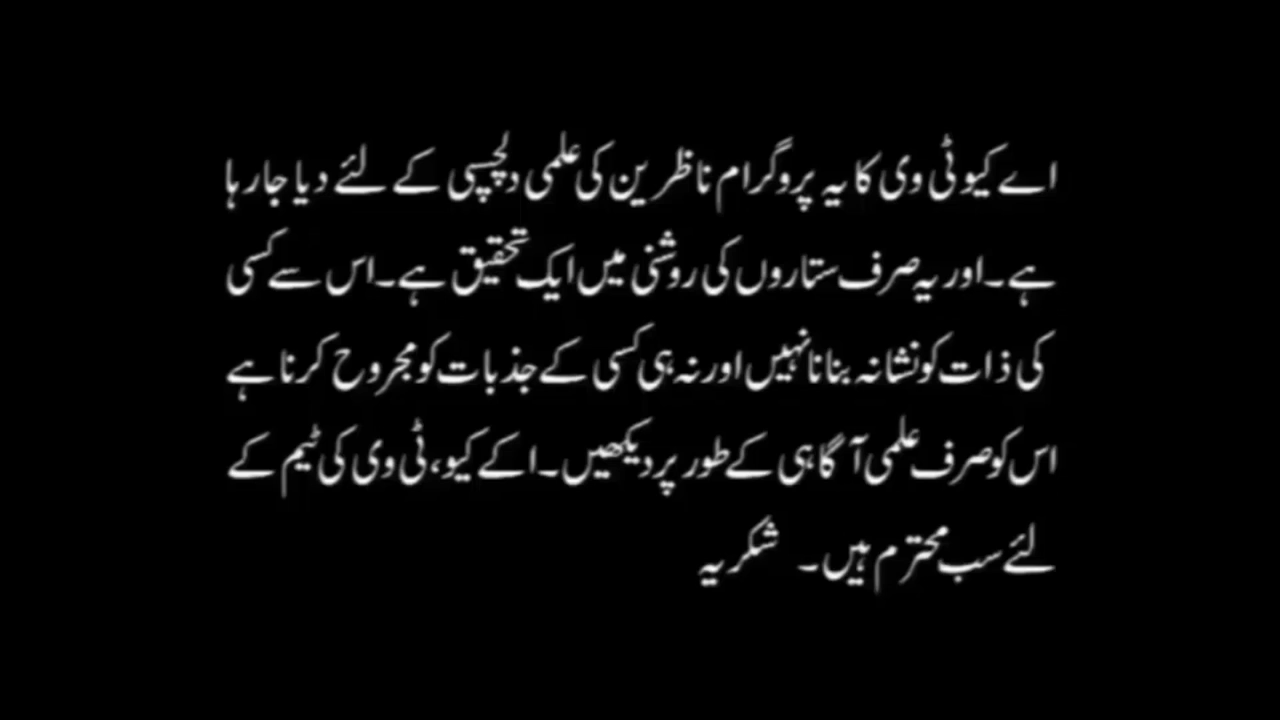 اے کیو ٹی وی کا یہ پروگرام ناظرین کی علمی دلچسپی کے لئے دیا جارہا
ہے۔ اور یہ صرف ستاروں کی روشنی میں ایک تحقیق ہے۔ اس سے کسی
کی ذات کو نشانہ بنانا نہیں اور نہ ہی کسی کے جذبات کو مجروح کرنا ہے
اس کو صرف علمی آگاہی کے طور پر دیکھیں۔ اکے کیو، ٹی وی کی ٹیم کے
لئے سب محترم ہیں۔ شکریہ